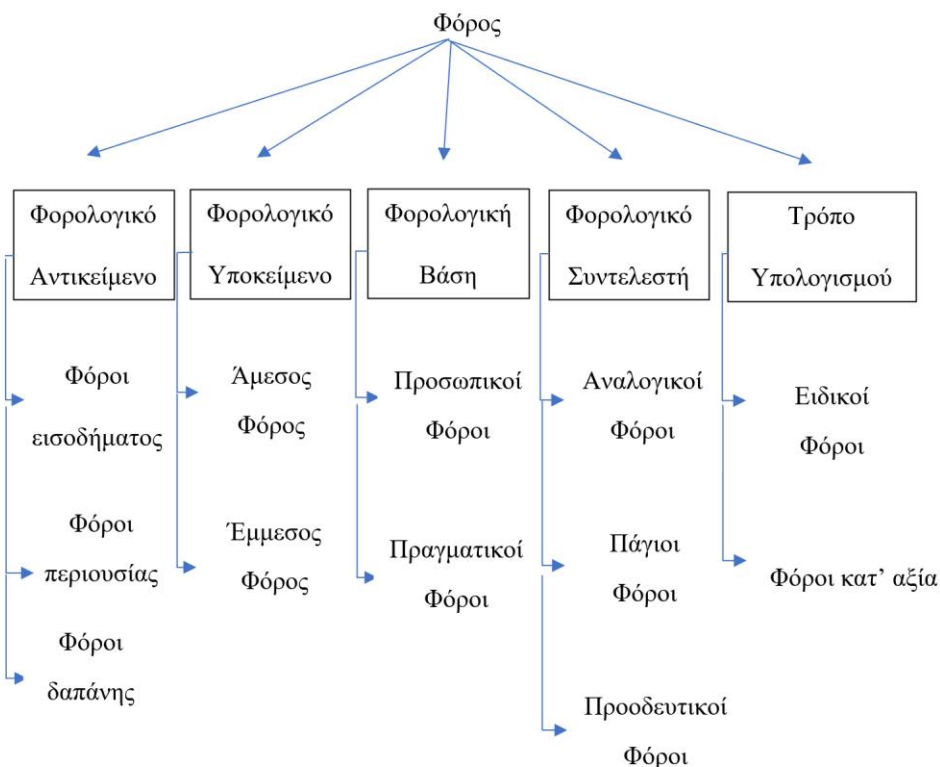 Φόρος
Φορολογικό
Αντικείμενο
Φορολογικό
Υποκείμενο
Φορολογική
Βάση
Φορολογικό
Συντελεστή
Τρόπο
Υπολογισμού
Φόροι
εισοδήματος
Φόροι
περιουσίας
Φόροι
δαπάνης
Άμεσος
Φόρος
Έμμεσος
Φόρος
Προσωπικοί
Φόροι
Πραγματικοί
Φόροι
Αναλογικοί
Φόροι
Πάγιοι
Φόροι
Προοδευτικοί
Φόροι
Ειδικοί
Φόροι
Φόροι κατ’ αξία